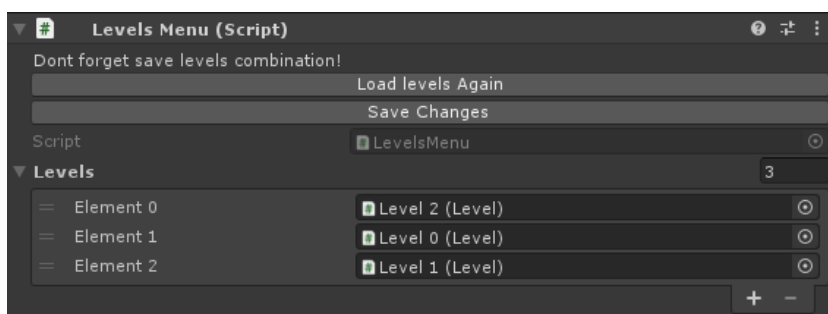 Levels Menu (Script)
Dont forget save levels combination!
Load levels Again
Save Changes
Script LevelsMenu
Levels 3
Element 0 Level 2 (Level)
Element 1 Level 0 (Level)
Element 2 Level 1 (Level)